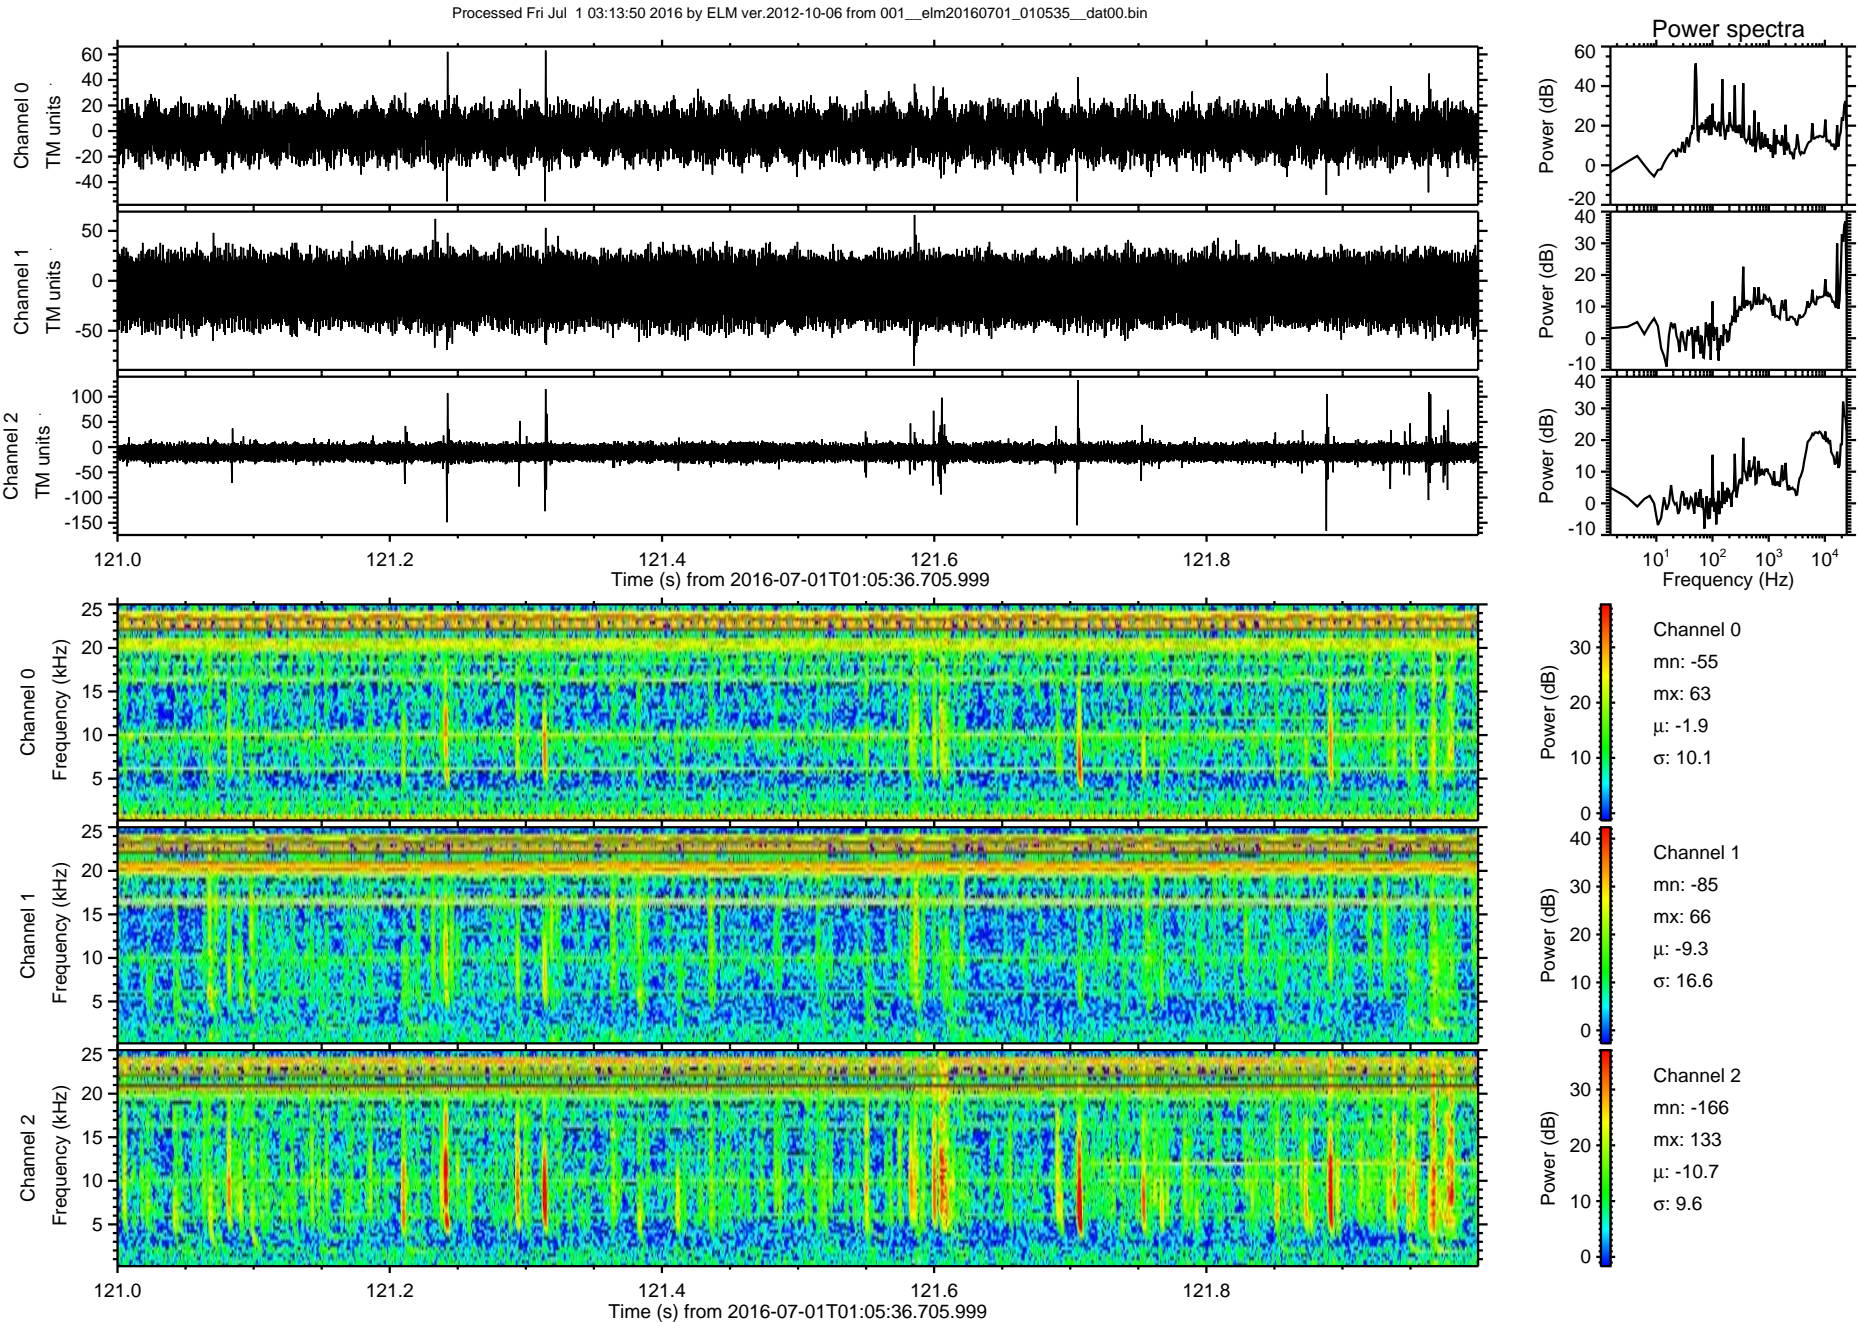 Processed Fri Jul  1 03:13:50 2016 by ELM ver.2012-10-06 from 001__elm20160701_010535__dat00.bin
Power spectra
Channel 0
TM units
60
40
20
0
-20
-40
Power (dB)
60
40
20
0
-20
Channel 1
TM units
50
0
-50
Power (dB)
40
30
20
10
0
-10
Channel 2
TM units
100
50
0
-50
-100
-150
Power (dB)
40
30
20
10
0
-10
121.0 121.2 121.4 121.6 121.8
Time (s) from 2016-07-01T01:05:36.705.999
10^1 10^2 10^3 10^4
Frequency (Hz)
Channel 0
Frequency (kHz)
25
20
15
10
5
Power (dB)
30
20
10
0
Channel 0
mn: -55
mx: 63
μ: -1.9
σ: 10.1
Channel 1
Frequency (kHz)
25
20
15
10
5
Power (dB)
40
30
20
10
0
Channel 1
mn: -85
mx: 66
μ: -9.3
σ: 16.6
Channel 2
Frequency (kHz)
25
20
15
10
5
Power (dB)
30
20
10
0
Channel 2
mn: -166
mx: 133
μ: -10.7
σ: 9.6
121.0 121.2 121.4 121.6 121.8
Time (s) from 2016-07-01T01:05:36.705.999